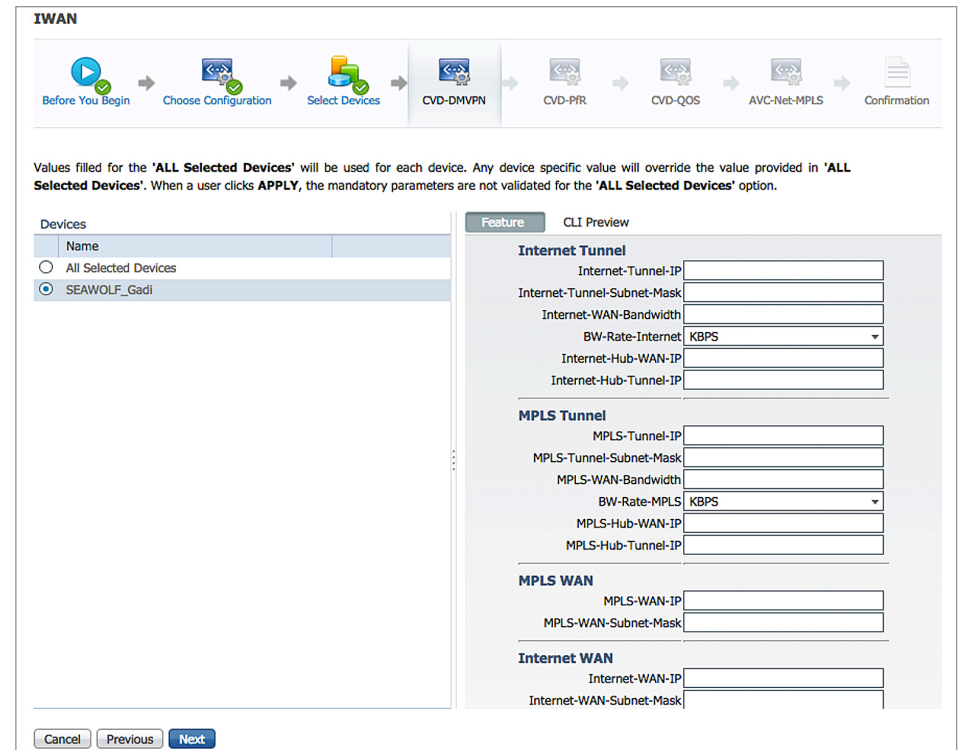 IWAN
Before You Begin
Choose Configuration
Select Devices
CVD-DMVPN
CVD-PfR
CVD-QOS
AVC-Net-MPLS
Confirmation
Values filled for the 'ALL Selected Devices' will be used for each device. Any device specific value will override the value provided in 'ALL
Selected Devices'. When a user clicks APPLY, the mandatory parameters are not validated for the 'ALL Selected Devices' option.
Devices
Name
All Selected Devices
SEAWOLF_Gadi
Feature
CLI Preview
Internet Tunnel
Internet-Tunnel-IP
Internet-Tunnel-Subnet-Mask
Internet-WAN-Bandwidth
BW-Rate-Internet KBPS
Internet-Hub-WAN-IP
Internet-Hub-Tunnel-IP
MPLS Tunnel
MPLS-Tunnel-IP
MPLS-Tunnel-Subnet-Mask
MPLS-WAN-Bandwidth
BW-Rate-MPLS KBPS
MPLS-Hub-WAN-IP
MPLS-Hub-Tunnel-IP
MPLS WAN
MPLS-WAN-IP
MPLS-WAN-Subnet-Mask
Internet WAN
Internet-WAN-IP
Internet-WAN-Subnet-Mask
Cancel
Previous
Next